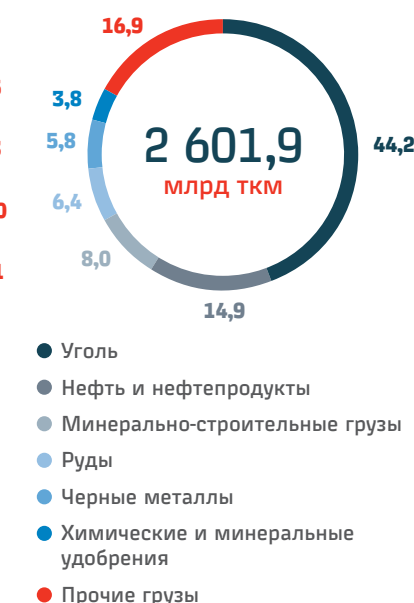 16,9
3,8
5,8
6,4
8,0
14,9
44,2
2 601,9
млрд ткм
Уголь
Нефть и нефтепродукты
Минерально-строительные грузы
Руды
Черные металлы
Химические и минеральные
удобрения
Прочие грузы